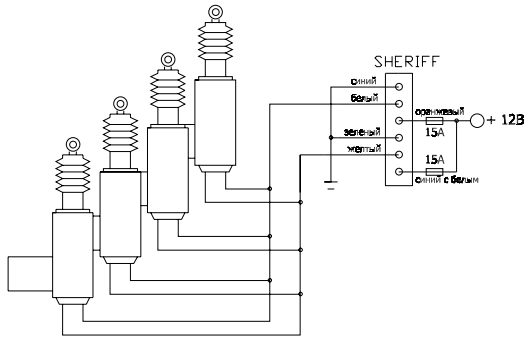 SHERIFF
синий
белый
оранжевый
+ 12В
15А
зеленый
желтый
15А
синий с белым